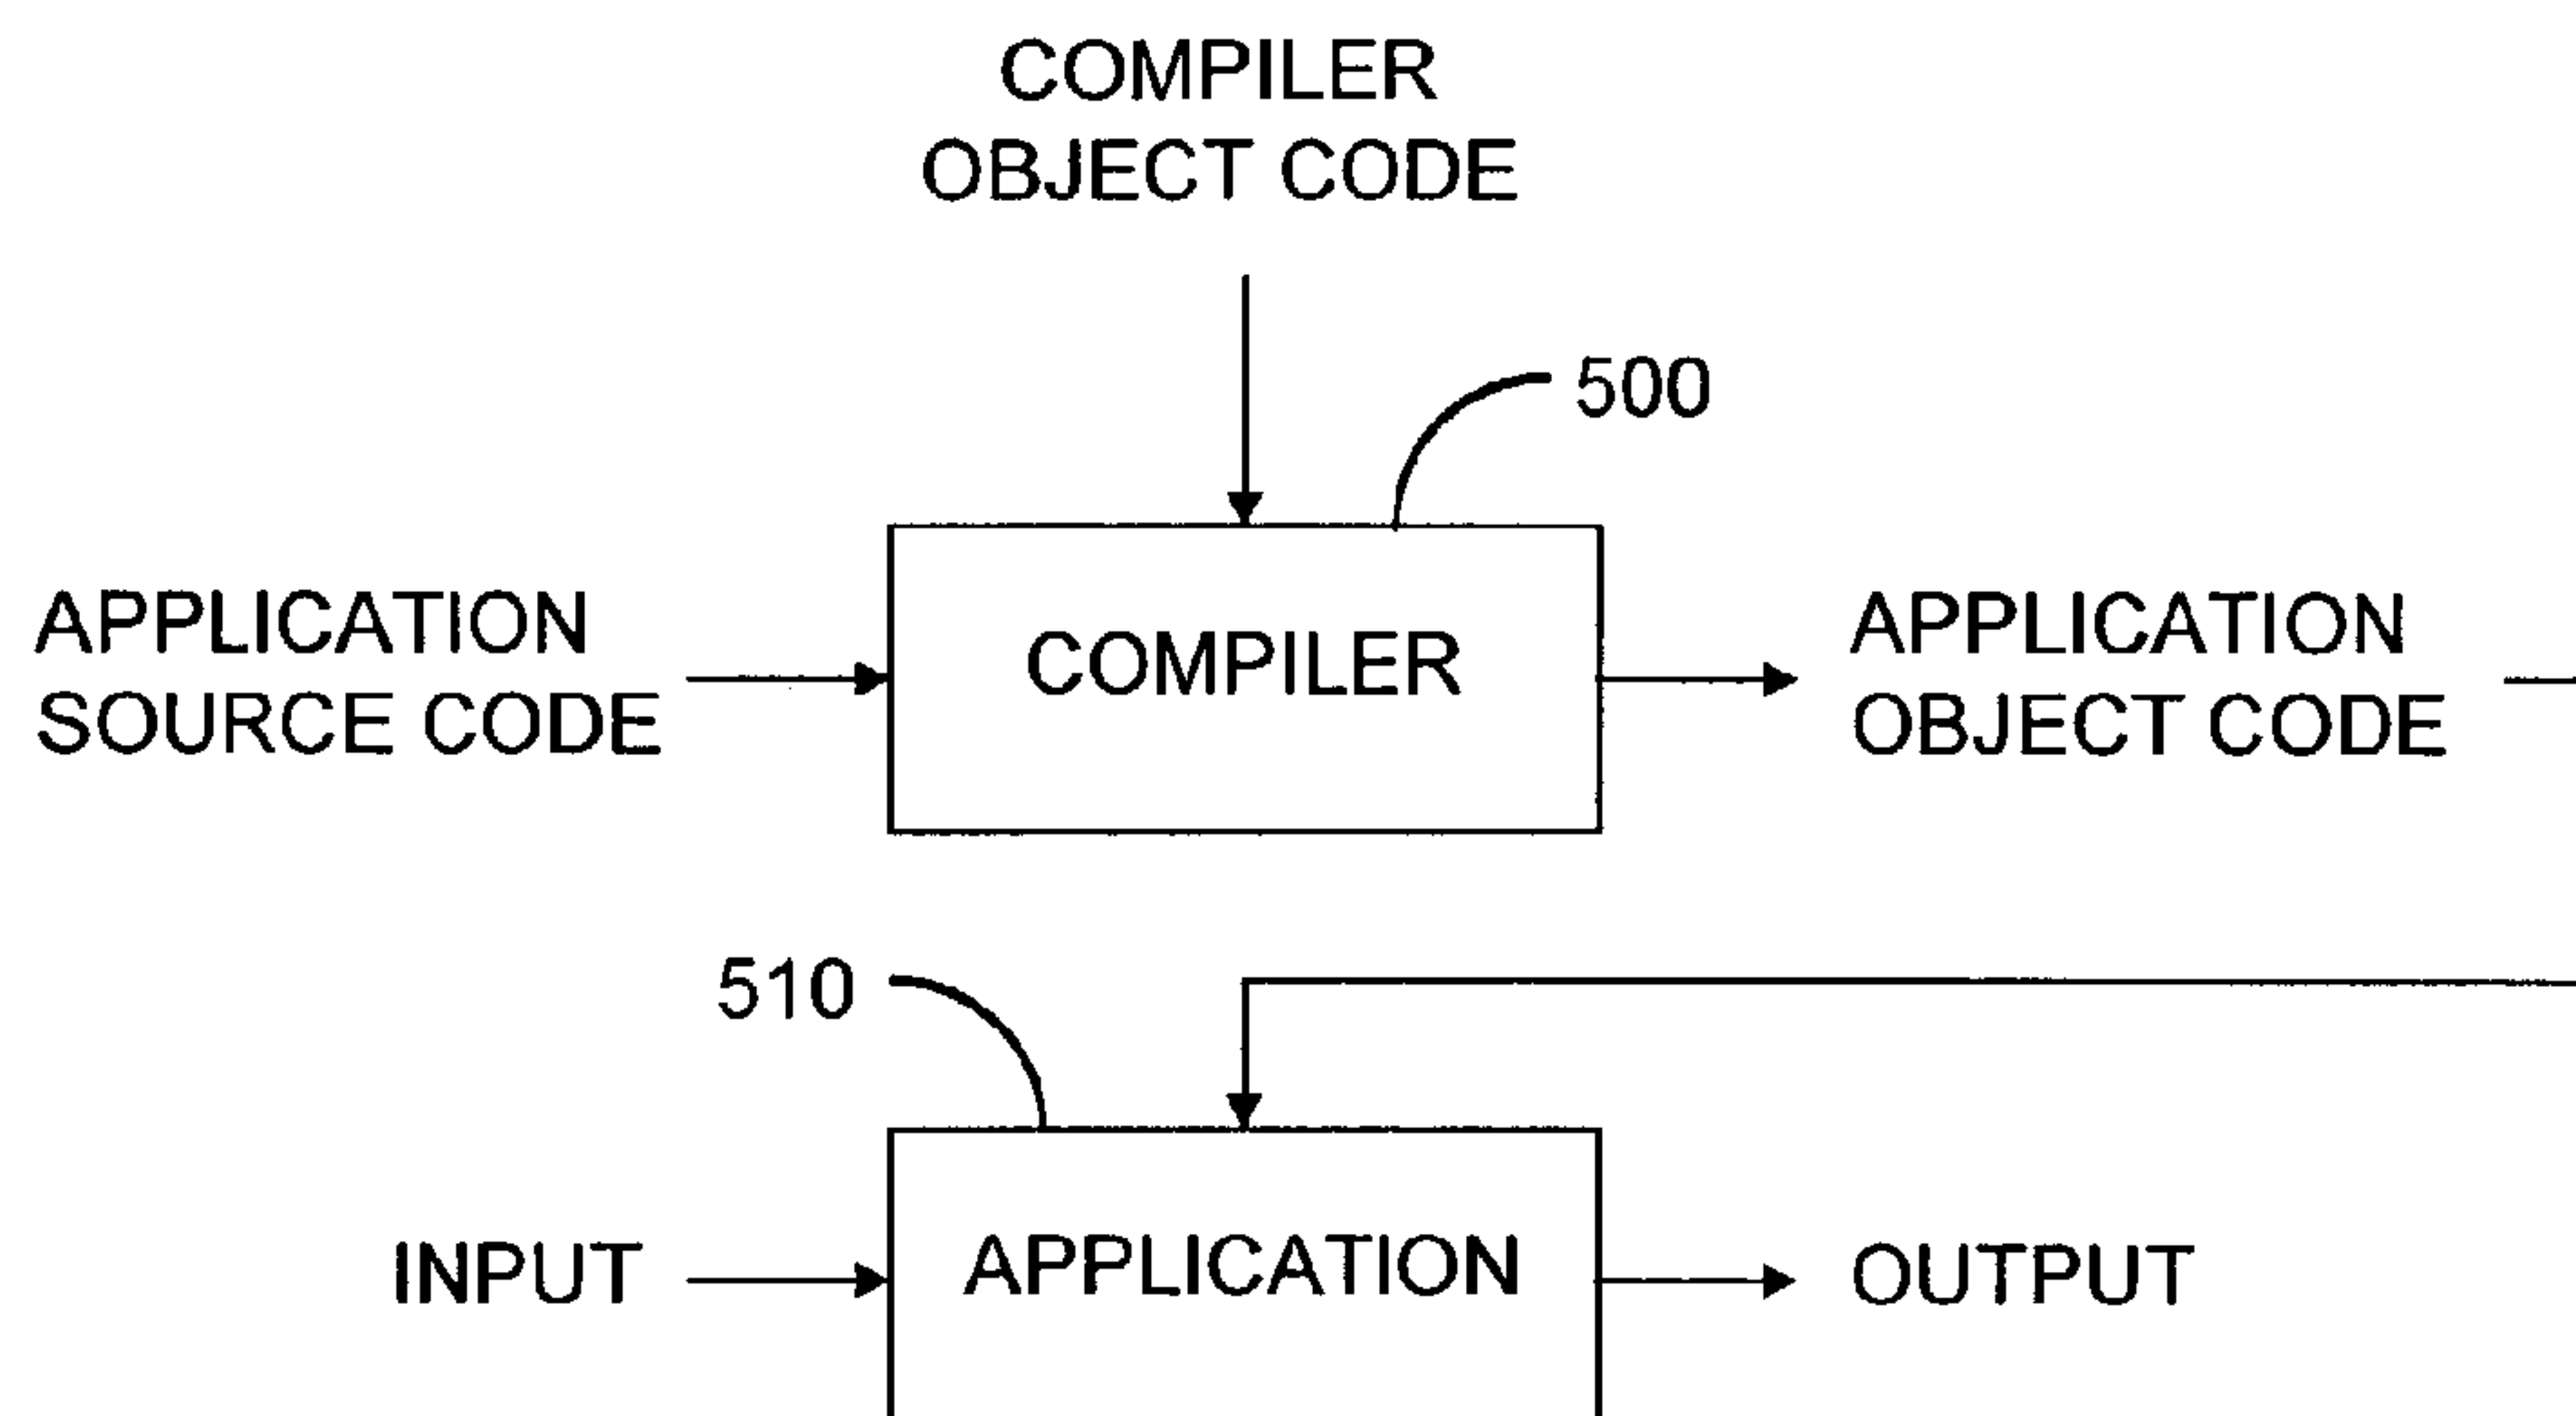 COMPILER
OBJECT CODE
500
APPLICATION
SOURCE CODE
COMPILER
APPLICATION
OBJECT CODE
510
INPUT
APPLICATION
OUTPUT